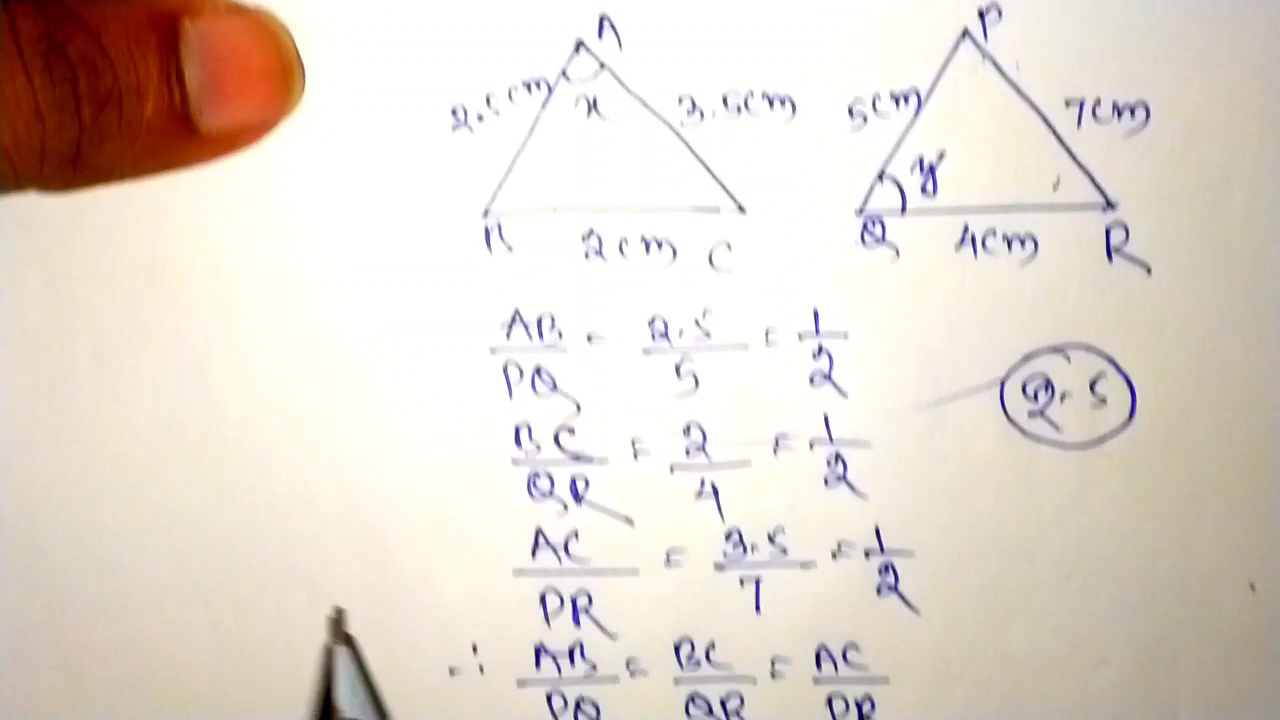 A P
2.5cm x 3.5cm 5cm 7cm
y
B 2cm C Q 4cm R
AB/PQ = 2.5/5 = 1/2
2.5
BC/QR = 2/4 = 1/2
AC/PR = 3.5/7 = 1/2
∴ AB/PQ = BC/QR = AC/PR